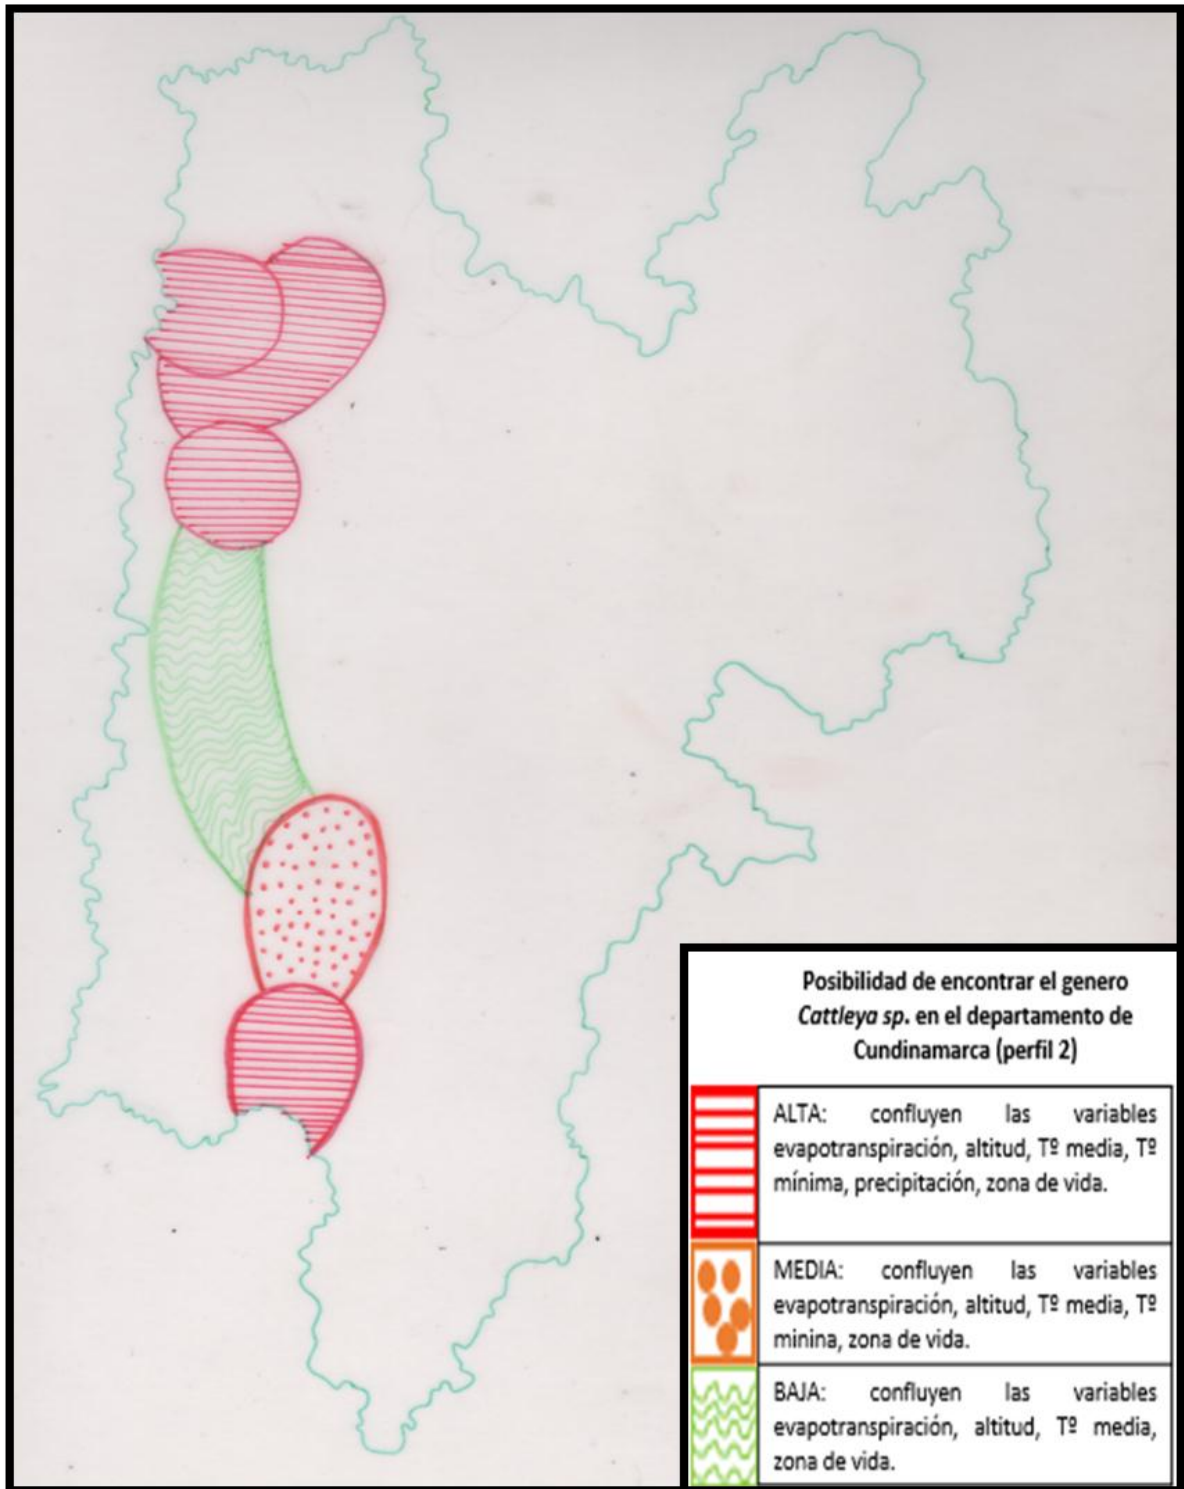 Posibilidad de encontrar el genero
Cattleya sp. en el departamento de
Cundinamarca (perfil 2)
ALTA: confluyen las variables
evapotranspiración, altitud, Tº media, Tº
mínima, precipitación, zona de vida.
MEDIA: confluyen las variables
evapotranspiración, altitud, Tº media, Tº
minina, zona de vida.
BAJA: confluyen las variables
evapotranspiración, altitud, Tº media,
zona de vida.